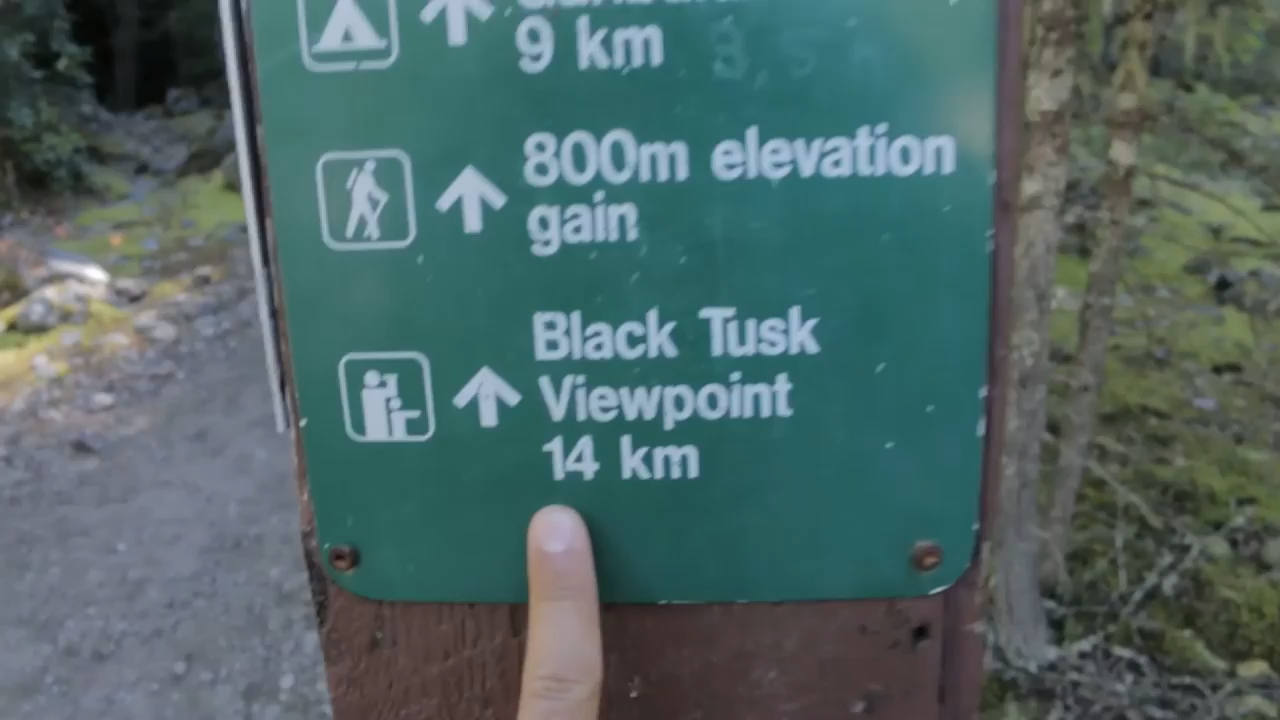 9 km
800m elevation
gain
Black Tusk
Viewpoint
14 km